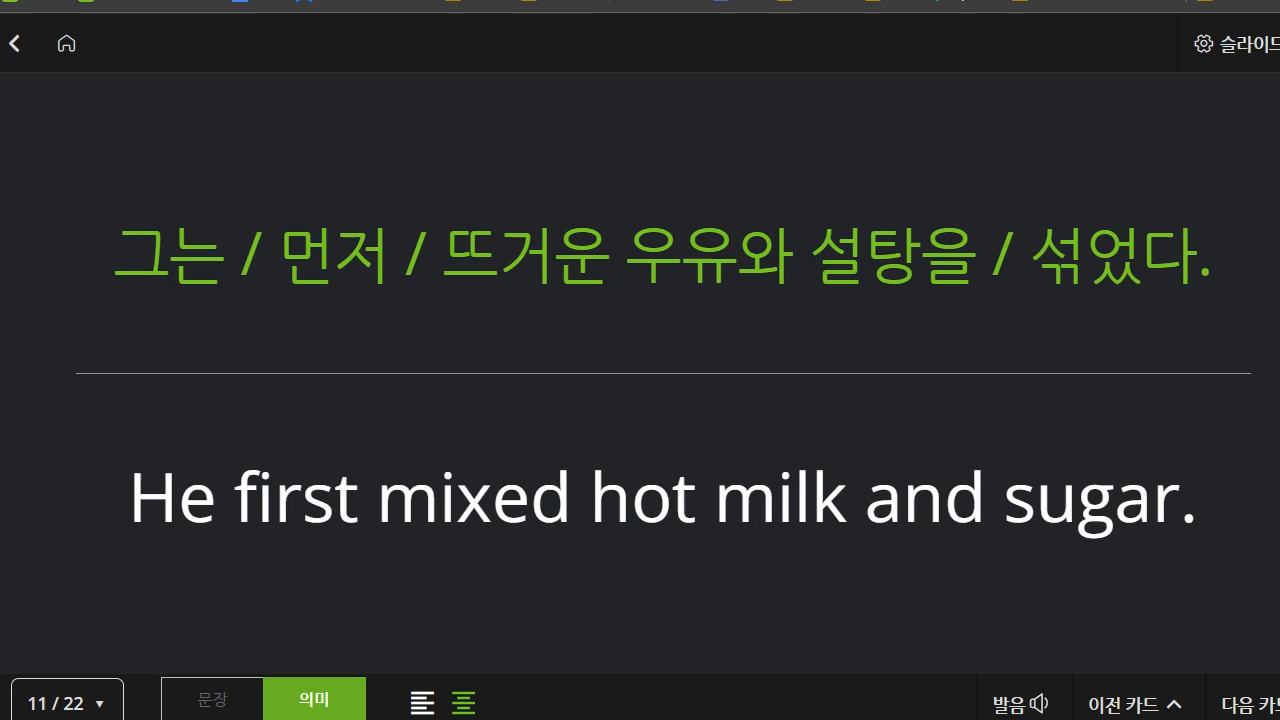 슬라이드
그는 / 먼저 / 뜨거운 우유와 설탕을 / 섞었다.
He first mixed hot milk and sugar.
11 / 22 ▼ 문장 의미 발음 이전 카드 다음